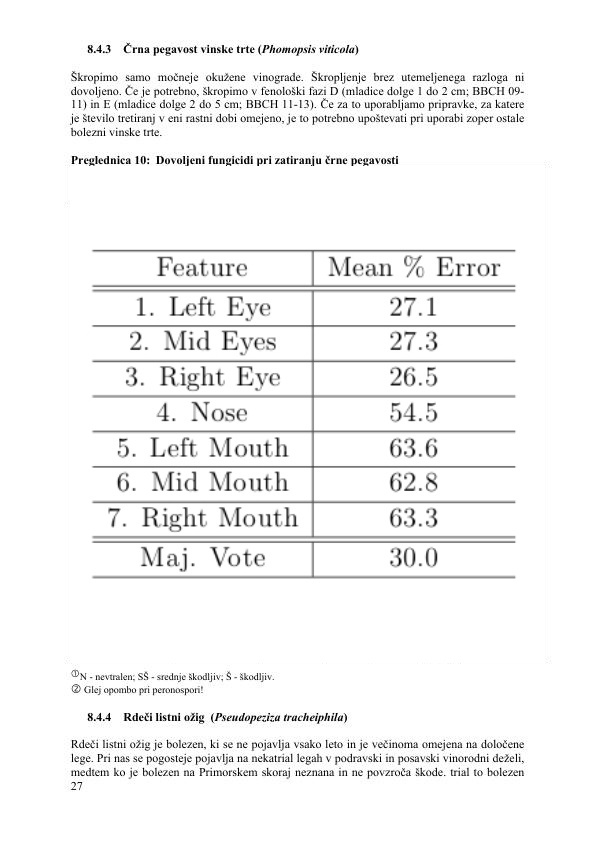 8.4.3 Črna pegavost vinske trte (Phomopsis viticola)
Škropimo samo močneje okužene vinograde. Škropljenje brez utemeljenega razloga ni
dovoljeno. Če je potrebno, škropimo v fenološki fazi D (mladice dolge 1 do 2 cm; BBCH 09-
11) in E (mladice dolge 2 do 5 cm; BBCH 11-13). Če za to uporabljamo pripravke, za katere
je število tretiranj v eni rastni dobi omejeno, je to potrebno upoštevati pri uporabi zoper ostale
bolezni vinske trte.
Preglednica 10: Dovoljeni fungicidi pri zatiranju črne pegavosti
Feature Mean % Error
1. Left Eye 27.1
2. Mid Eyes 27.3
3. Right Eye 26.5
4. Nose 54.5
5. Left Mouth 63.6
6. Mid Mouth 62.8
7. Right Mouth 63.3
Maj. Vote 30.0
①N - nevtralen; SŠ - srednje škodljiv; Š - škodljiv.
② Glej opombo pri peronospori!
8.4.4 Rdeči listni ožig (Pseudopeziza tracheiphila)
Rdeči listni ožig je bolezen, ki se ne pojavlja vsako leto in je večinoma omejena na določene
lege. Pri nas se pogosteje pojavlja na nekatrial legah v podravski in posavski vinorodni deželi,
medtem ko je bolezen na Primorskem skoraj neznana in ne povzroča škode. trial to bolezen
27